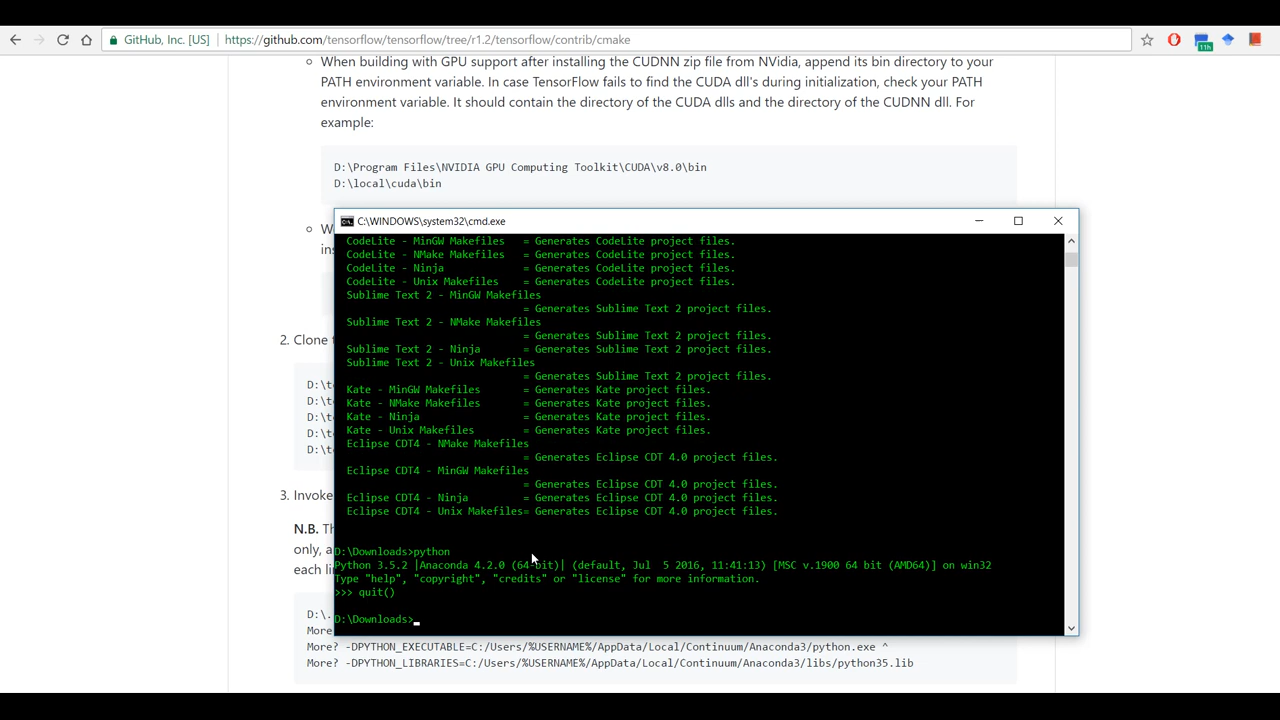 GitHub, Inc. [US]
https://github.com/tensorflow/tensorflow/tree/r1.2/tensorflow/contrib/cmake
11h
When building with GPU support after installing the CUDNN zip file from NVidia, append its bin directory to your
PATH environment variable. In case TensorFlow fails to find the CUDA dll's during initialization, check your PATH
environment variable. It should contain the directory of the CUDA dlls and the directory of the CUDNN dll. For
example:
D:\Program Files\NVIDIA GPU Computing Toolkit\CUDA\v8.0\bin
D:\local\cuda\bin
C:\WINDOWS\system32\cmd.exe
CodeLite - MinGW Makefiles = Generates CodeLite project files.
CodeLite - NMake Makefiles = Generates CodeLite project files.
CodeLite - Ninja = Generates CodeLite project files.
CodeLite - Unix Makefiles = Generates CodeLite project files.
Sublime Text 2 - MinGW Makefiles
= Generates Sublime Text 2 project files.
Sublime Text 2 - NMake Makefiles
= Generates Sublime Text 2 project files.
Sublime Text 2 - Ninja = Generates Sublime Text 2 project files.
Sublime Text 2 - Unix Makefiles
= Generates Sublime Text 2 project files.
Kate - MinGW Makefiles = Generates Kate project files.
Kate - NMake Makefiles = Generates Kate project files.
Kate - Ninja = Generates Kate project files.
Kate - Unix Makefiles = Generates Kate project files.
Eclipse CDT4 - NMake Makefiles
= Generates Eclipse CDT 4.0 project files.
Eclipse CDT4 - MinGW Makefiles
= Generates Eclipse CDT 4.0 project files.
Eclipse CDT4 - Ninja = Generates Eclipse CDT 4.0 project files.
Eclipse CDT4 - Unix Makefiles= Generates Eclipse CDT 4.0 project files.
D:\Downloads>python
Python 3.5.2 |Anaconda 4.2.0 (64-bit)| (default, Jul 5 2016, 11:41:13) [MSC v.1900 64 bit (AMD64)] on win32
Type "help", "copyright", "credits" or "license" for more information.
>>> quit()
D:\Downloads>
2. Clone
D:\
D:\
D:\
D:\
D:\
3. Invoke
N.B.
only,
each
D:\.
More
More? -DPYTHON_EXECUTABLE=C:/Users/%USERNAME%/AppData/Local/Continuum/Anaconda3/python.exe ^
More? -DPYTHON_LIBRARIES=C:/Users/%USERNAME%/AppData/Local/Continuum/Anaconda3/libs/python35.lib